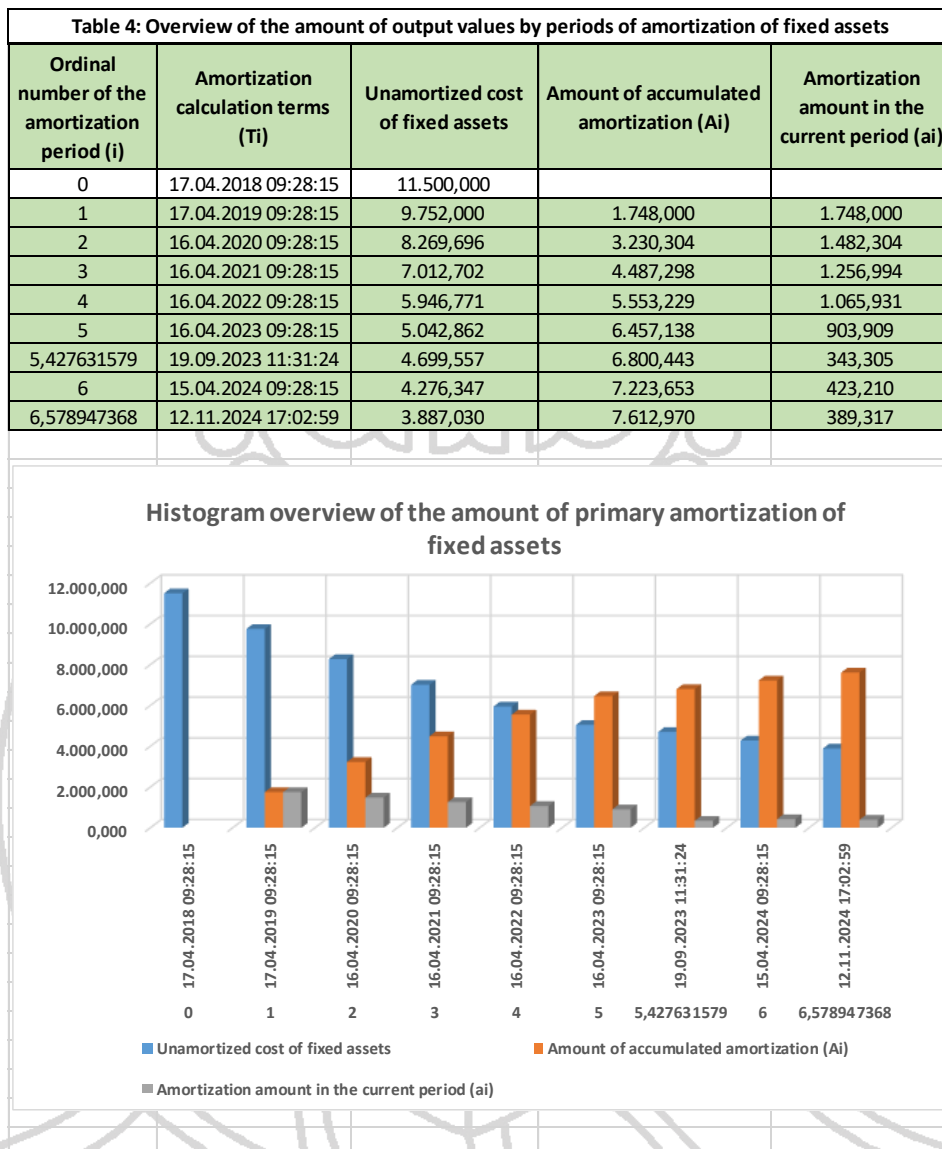 Table 4: Overview of the amount of output values by periods of amortization of fixed assets
Ordinal number of the amortization period (i) Amortization calculation terms (Ti) Unamortized cost of fixed assets Amount of accumulated amortization (Ai) Amortization amount in the current period (ai)
0 17.04.2018 09:28:15 11.500,000
1 17.04.2019 09:28:15 9.752,000 1.748,000 1.748,000
2 16.04.2020 09:28:15 8.269,696 3.230,304 1.482,304
3 16.04.2021 09:28:15 7.012,702 4.487,298 1.256,994
4 16.04.2022 09:28:15 5.946,771 5.553,229 1.065,931
5 16.04.2023 09:28:15 5.042,862 6.457,138 903,909
5,427631579 19.09.2023 11:31:24 4.699,557 6.800,443 343,305
6 15.04.2024 09:28:15 4.276,347 7.223,653 423,210
6,578947368 12.11.2024 17:02:59 3.887,030 7.612,970 389,317
Histogram overview of the amount of primary amortization of
fixed assets
12.000,000
10.000,000
8.000,000
6.000,000
4.000,000
2.000,000
0,000
17.04.2018 09:28:15
17.04.2019 09:28:15
16.04.2020 09:28:15
16.04.2021 09:28:15
16.04.2022 09:28:15
16.04.2023 09:28:15
19.09.2023 11:31:24
15.04.2024 09:28:15
12.11.2024 17:02:59
0 1 2 3 4 5 5,427631579 6 6,578947368
Unamortized cost of fixed assets Amount of accumulated amortization (Ai)
Amortization amount in the current period (ai)